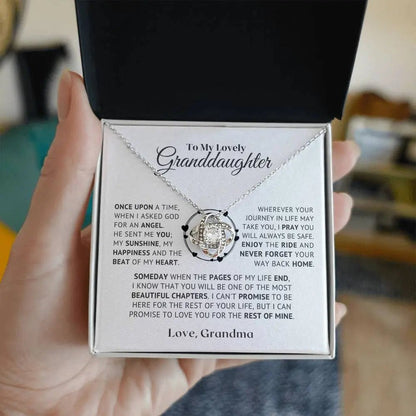 To My Lovely
Granddaughter
ONCE UPON A TIME,
WHEN I ASKED GOD
FOR AN ANGEL,
HE SENT ME YOU;
MY SUNSHINE, MY
HAPPINESS AND THE
BEAT OF MY HEART.
WHEREVER YOUR
JOURNEY IN LIFE MAY
TAKE YOU, I PRAY YOU
WILL ALWAYS BE SAFE.
ENJOY THE RIDE AND
NEVER FORGET YOUR
WAY BACK HOME.
SOMEDAY WHEN THE PAGES OF MY LIFE END,
I KNOW THAT YOU WILL BE ONE OF THE MOST
BEAUTIFUL CHAPTERS. I CAN'T PROMISE TO BE
HERE FOR THE REST OF YOUR LIFE, BUT I CAN
PROMISE TO LOVE YOU FOR THE REST OF MINE.
Love, Grandma